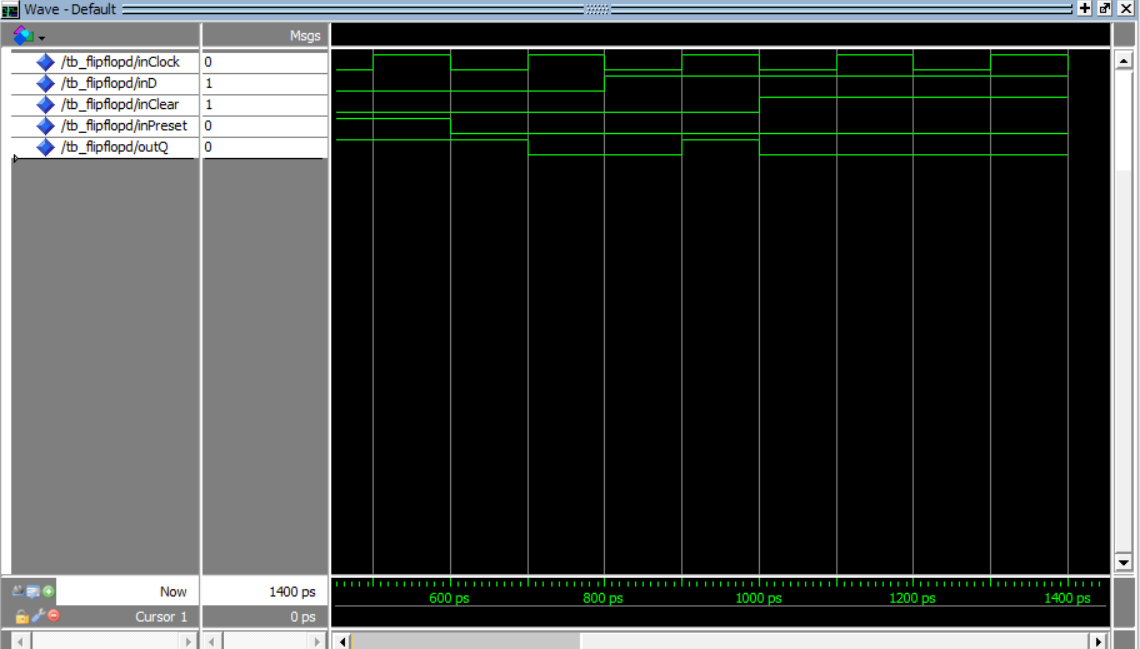 Wave - Default
Msgs
/tb_flipflopd/inClock 0
/tb_flipflopd/inD 1
/tb_flipflopd/inClear 1
/tb_flipflopd/inPreset 0
/tb_flipflopd/outQ 0
Now 1400 ps 600 ps 800 ps 1000 ps 1200 ps 1400 ps
Cursor 1 0 ps